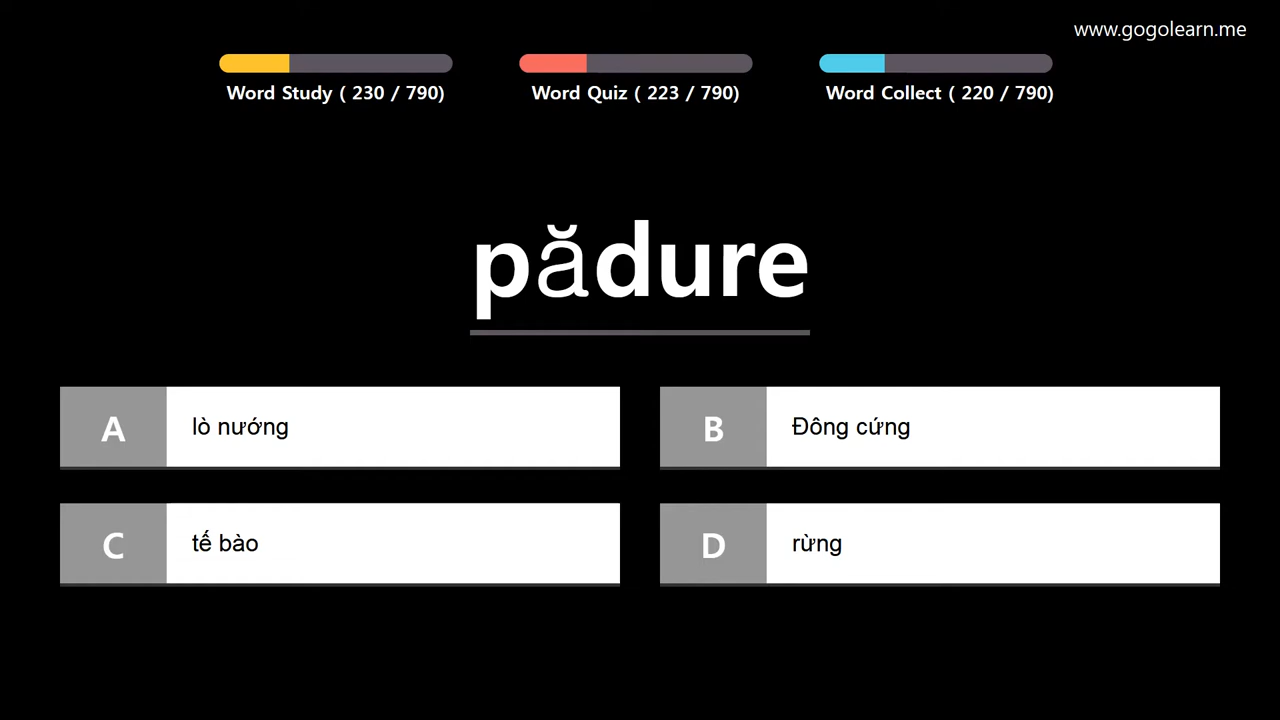 www.gogolearn.me
Word Study ( 230 / 790)
Word Quiz ( 223 / 790)
Word Collect ( 220 / 790)
pădure
A
lò nướng
B
Đông cứng
C
tế bào
D
rừng